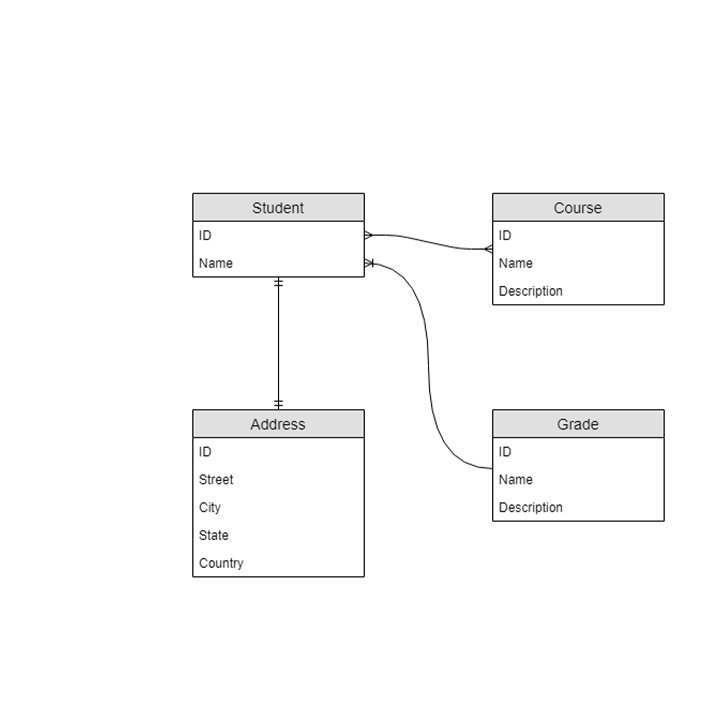 Student
ID
Name
Course
ID
Name
Description
Address
ID
Street
City
State
Country
Grade
ID
Name
Description